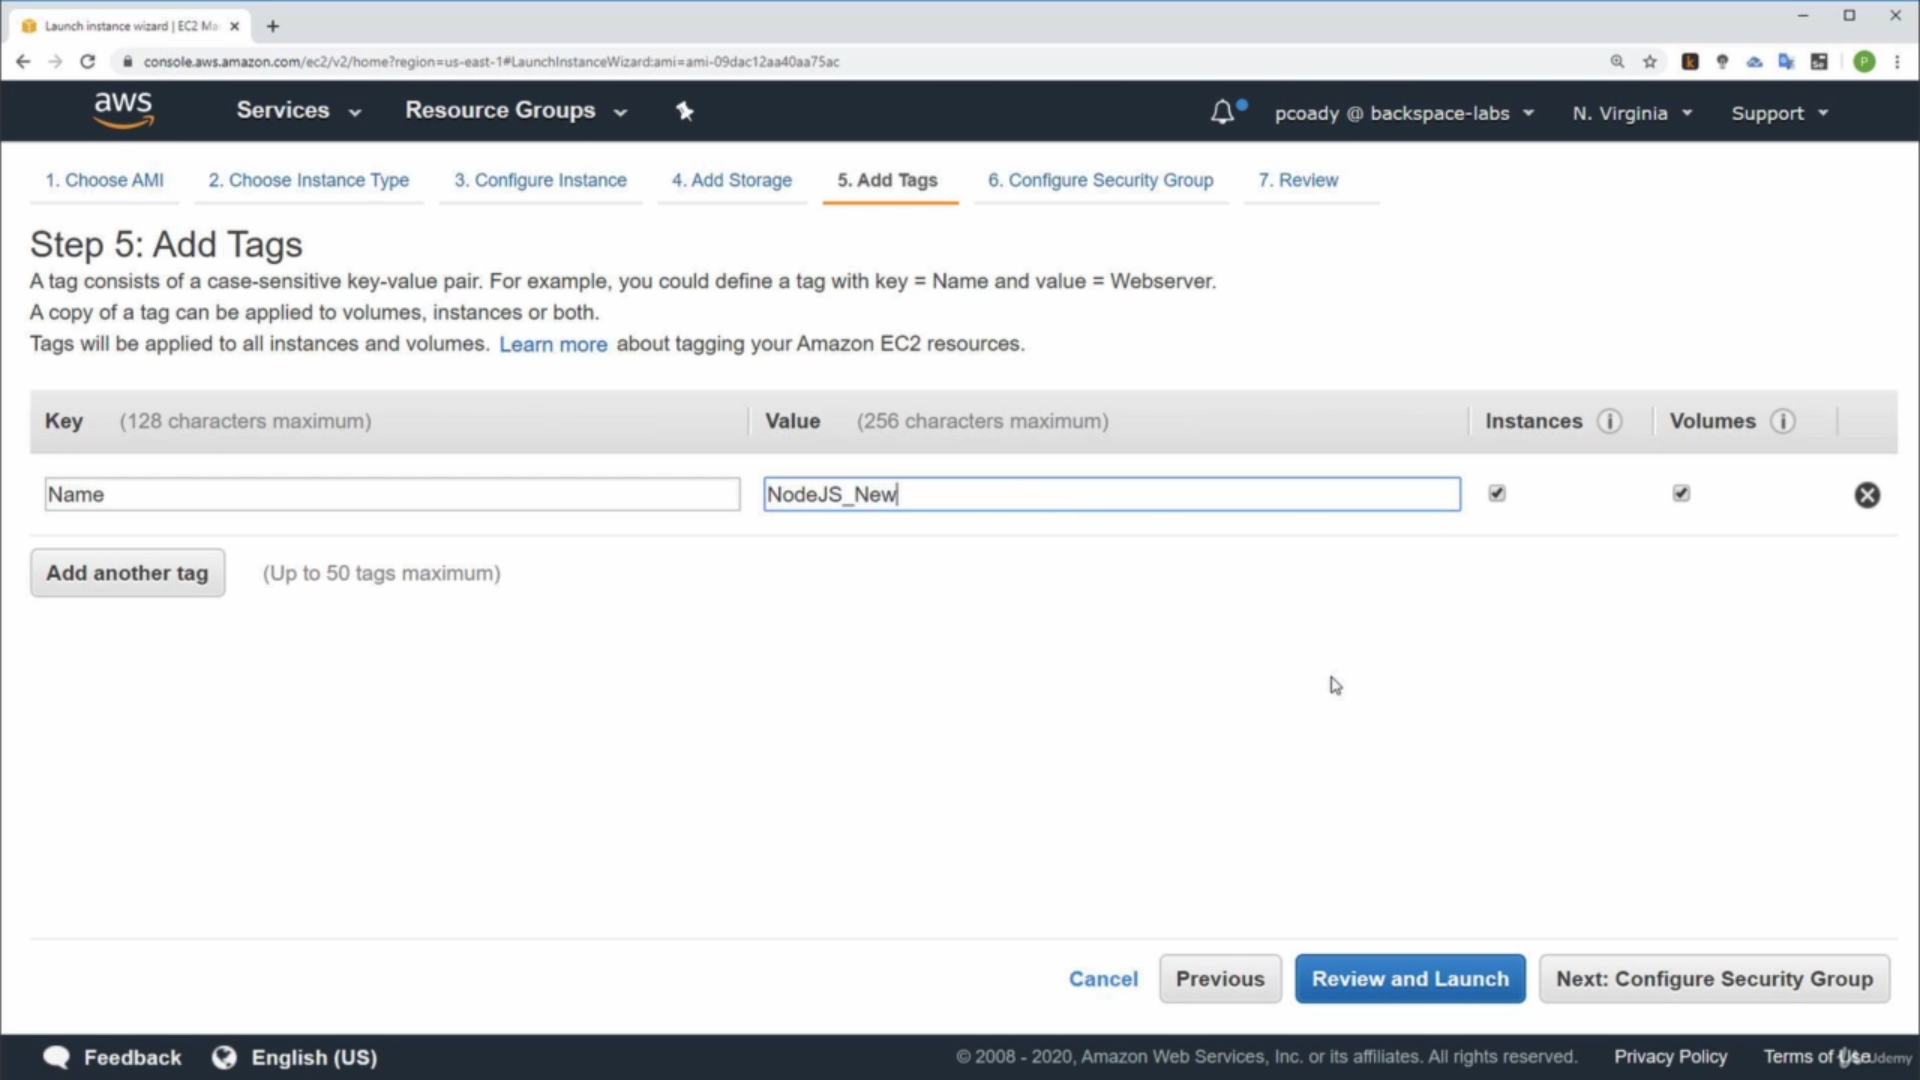 Launch instance wizard | EC2 Ma
console.aws.amazon.com/ec2/v2/home?region=us-east-1#LaunchInstanceWizard:ami=ami-09dac12aa40aa75ac
P
aws
Services
Resource Groups
pcoady @ backspace-labs
N. Virginia
Support
1. Choose AMI
2. Choose Instance Type
3. Configure Instance
4. Add Storage
5. Add Tags
6. Configure Security Group
7. Review
Step 5: Add Tags
A tag consists of a case-sensitive key-value pair. For example, you could define a tag with key = Name and value = Webserver.
A copy of a tag can be applied to volumes, instances or both.
Tags will be applied to all instances and volumes. Learn more about tagging your Amazon EC2 resources.
Key (128 characters maximum)
Value (256 characters maximum)
Instances
Volumes
Name
NodeJS_New
Add another tag
(Up to 50 tags maximum)
Cancel
Previous
Review and Launch
Next: Configure Security Group
Feedback
English (US)
© 2008 - 2020, Amazon Web Services, Inc. or its affiliates. All rights reserved.
Privacy Policy
Terms of Use